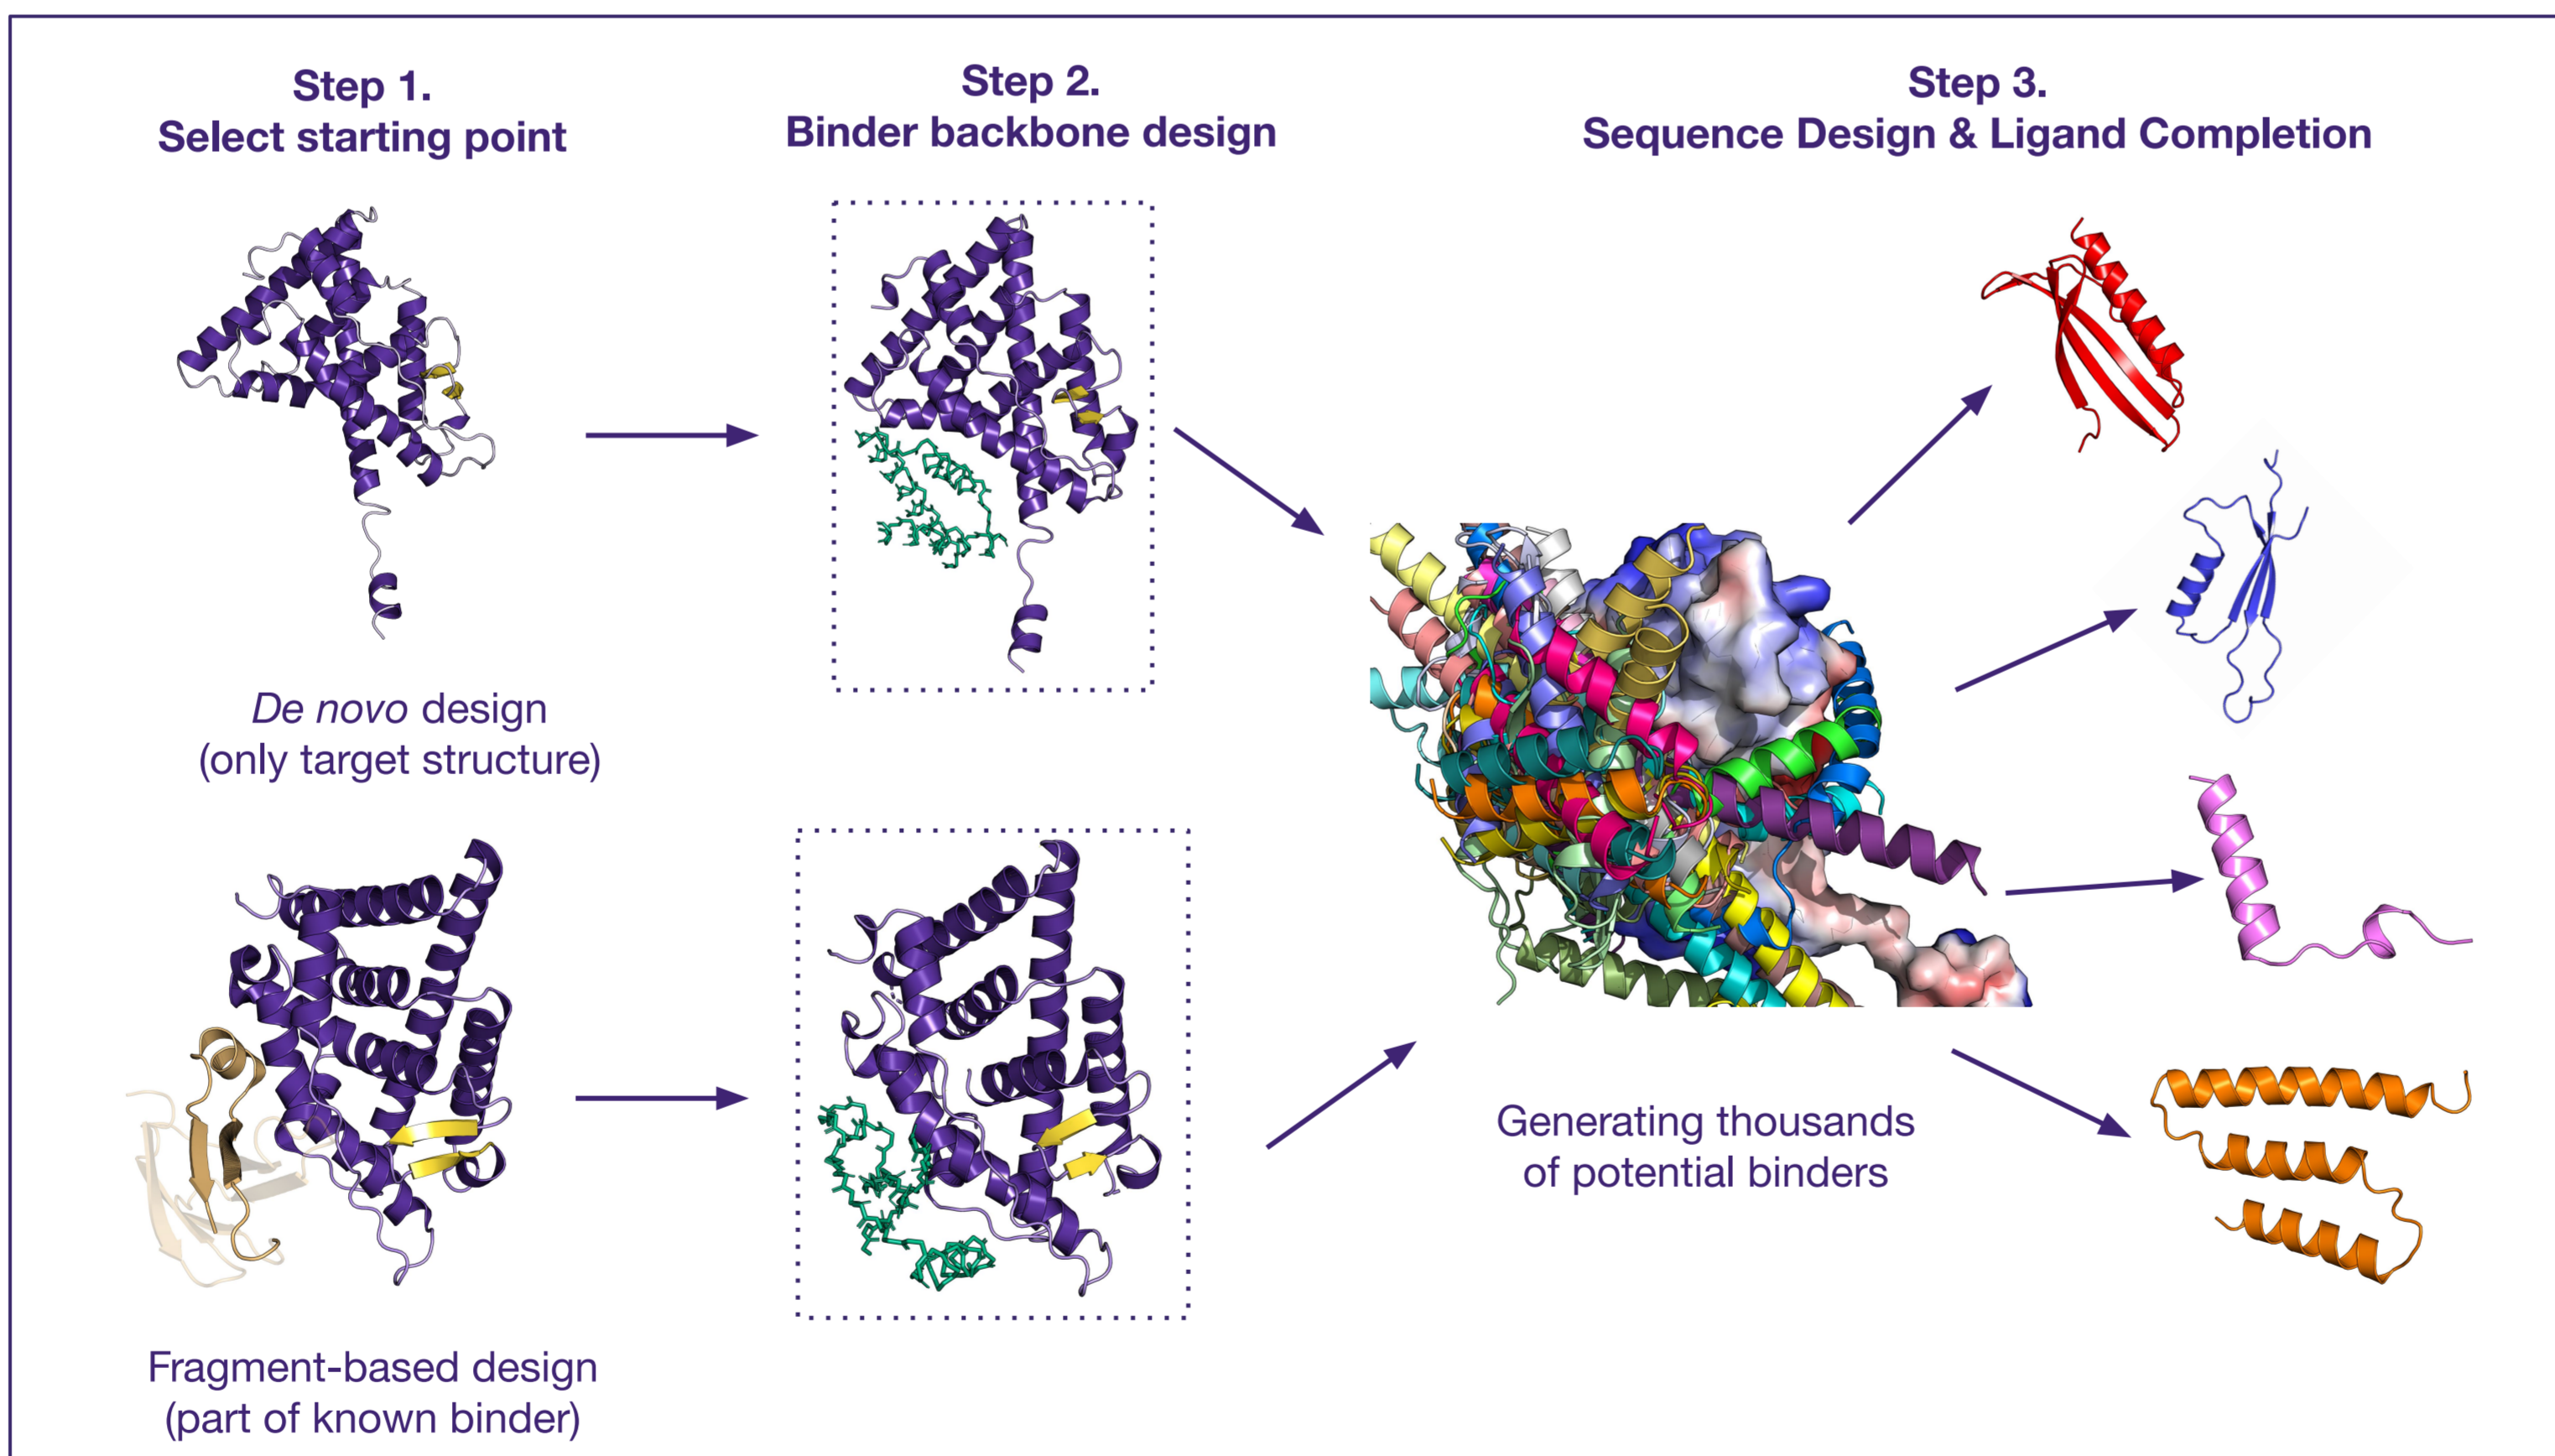 Step 1.
Select starting point
Step 2.
Binder backbone design
Step 3.
Sequence Design & Ligand Completion
De novo design
(only target structure)
Generating thousands
of potential binders
Fragment-based design
(part of known binder)